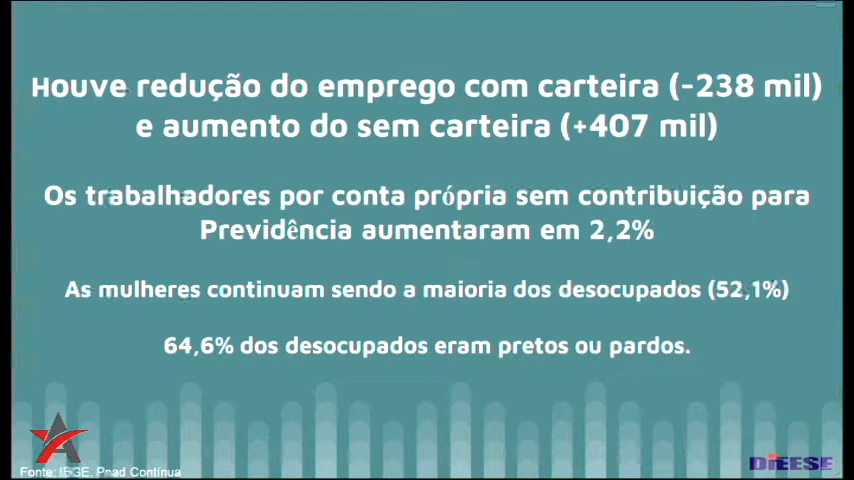 Houve redução do emprego com carteira (-238 mil)
e aumento do sem carteira (+407 mil)
Os trabalhadores por conta própria sem contribuição para
Previdência aumentaram em 2,2%
As mulheres continuam sendo a maioria dos desocupados (52,1%)
64,6% dos desocupados eram pretos ou pardos.
Fonte: IBGE. Pnad Contínua
DIEESE